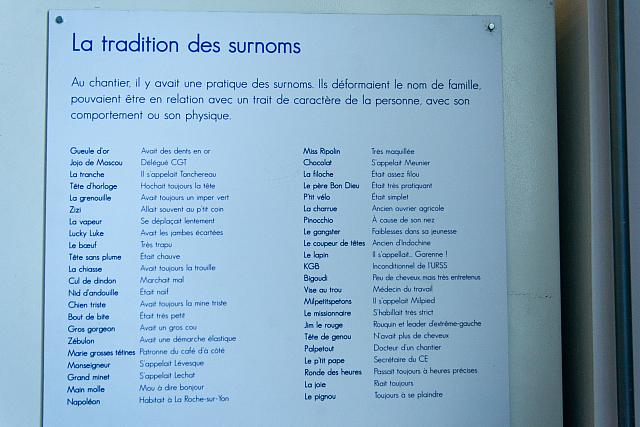 La tradition des surnoms
Au chantier, il y avait une pratique des surnoms. Ils déformaient le nom de famille,
pouvaient être en relation avec un trait de caractère de la personne, avec son
comportement ou son physique.
Gueule d'or Avait des dents en or
Jojo de Moscou Délégué CGT
La tranche Il s'appelait Tanchereau
Tête d'horloge Hochait toujours la tête
La grenouille Avait toujours un imper vert
Zizi Allait souvent au p'tit coin
La vapeur Se déplaçait lentement
Lucky Luke Avait les jambes écartées
Le bœuf Très trapu
Tête sans plume Était chauve
La chiasse Avait toujours la trouille
Cul de dindon Marchait mal
Nid d'andouille Était naïf
Chien triste Avait toujours la mine triste
Bout de bite Était très petit
Gros gorgeon Avait un gros cou
Zébulon Avait une démarche élastique
Marie grosses tétines Patronne du café d'à côté
Monseigneur S'appelait Lévesque
Grand minet S'appelait Lechat
Main molle Mou à dire bonjour
Napoléon Habitait à La Roche-sur-Yon
Miss Ripolin Très maquillée
Chocolat S'appelait Meunier
La filoche Était assez filou
Le père Bon Dieu Était très pratiquant
P'tit vélo Était simplet
La charrue Ancien ouvrier agricole
Pinocchio À cause de son nez
Le gangster Faiblesses dans sa jeunesse
Le coupeur de têtes Ancien d'Indochine
Le lapin Il s'appellait... Garenne !
KGB Inconditionnel de l'URSS
Bigoudi Peu de cheveux mais très entretenus
Vise au trou Médecin du travail
Milpetitspetons Il s'appelait Milpied
Le missionnaire S'habillait très strict
Jim le rouge Rouquin et leader d'extrême-gauche
Tête de genou N'avait plus de cheveux
Palpetout Docteur d'un chantier
Le p'tit pape Secrétaire du CE
Ronde des heures Passait toujours à heures précises
La joie Riait toujours
Le pignou Toujours à se plaindre